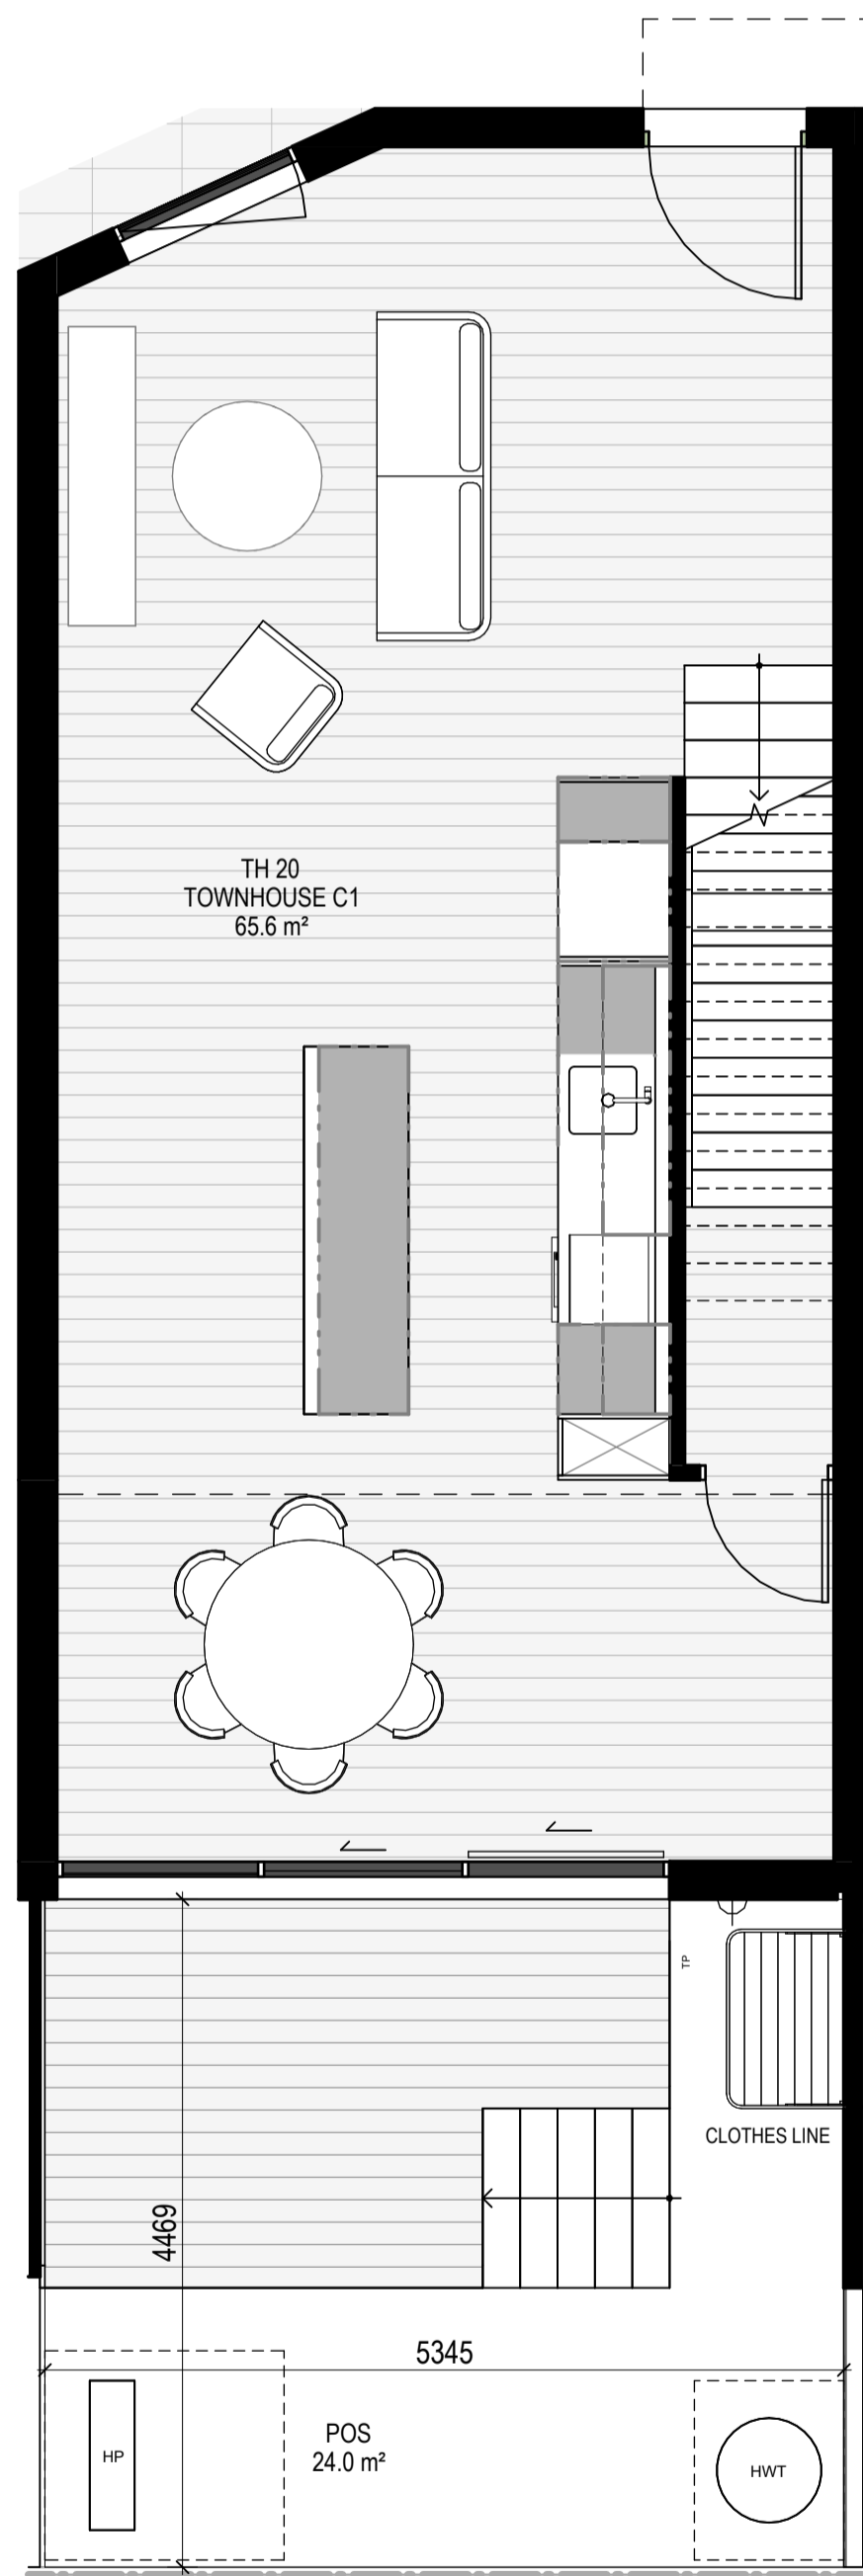 TH 20
TOWNHOUSE C1
65.6 m²
TP
CLOTHES LINE
4469
5345
HP
POS
24.0 m²
HWT